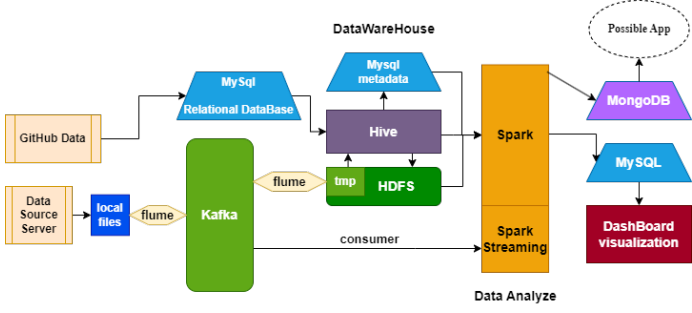 DataWareHouse
Possible App
MySql
Relational DataBase
Mysql
metadata
MongoDB
GitHub Data
Hive
Spark
MySQL
Data
Source
Server
local
files
flume
Kafka
flume
tmp
HDFS
consumer
Spark
Streaming
DashBoard
visualization
Data Analyze